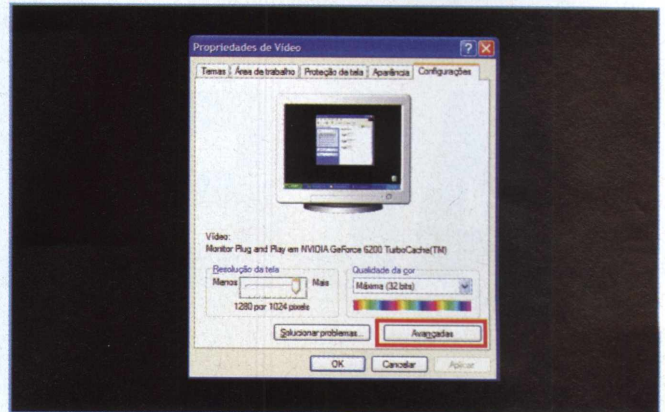 Propriedades de Vídeo
Temas Área de trabalho Proteção de tela Aparência Configurações
Vídeo:
Monitor Plug and Play em NVIDIA GeForce 6200 TurboCache(TM)
Resolução da tela
Menos Mais
1280 por 1024 pixels
Qualidade da cor
Máxima (32 bits)
Solucionar problemas... Avançadas
OK Cancelar Aplicar